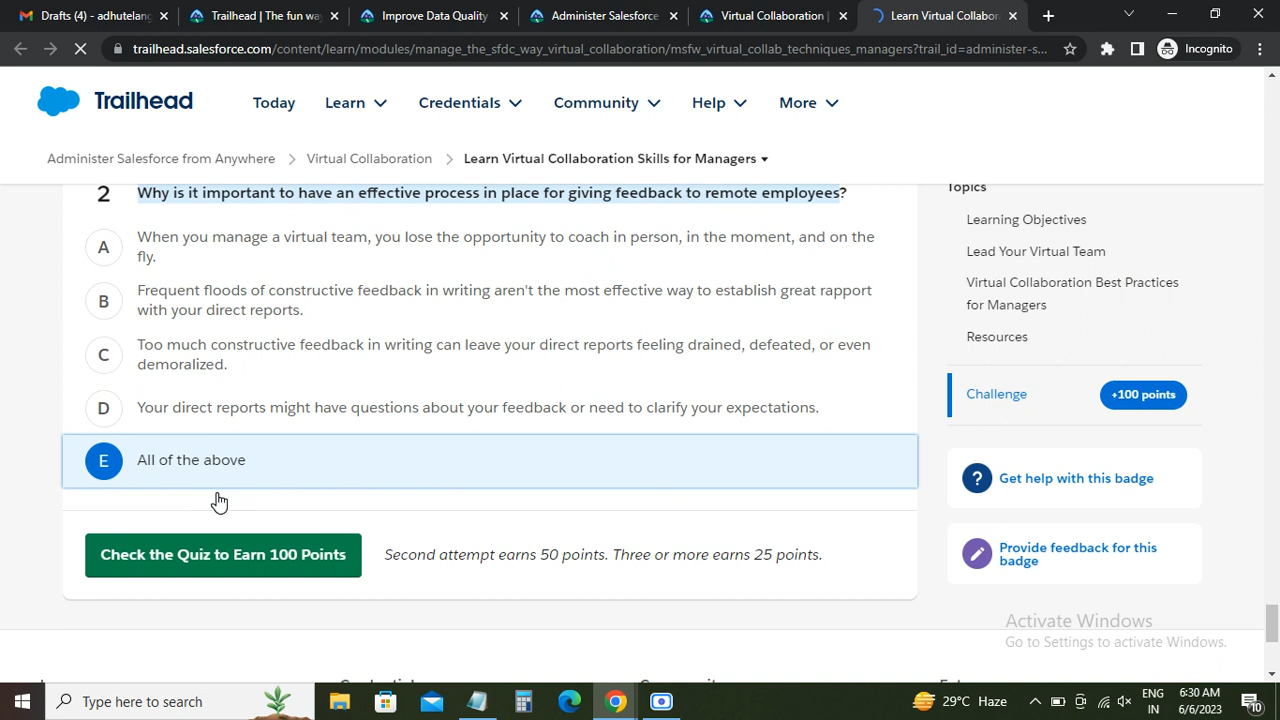 Drafts (4) - adhutelang
Trailhead | The fun way
Improve Data Quality
Administer Salesforce
Virtual Collaboration |
Learn Virtual Collabora
trailhead.salesforce.com/content/learn/modules/manage_the_sfdc_way_virtual_collaboration/msfw_virtual_collab_techniques_managers?trail_id=administer-s...
Incognito
Trailhead
Today
Learn
Credentials
Community
Help
More
Administer Salesforce from Anywhere
Virtual Collaboration
Learn Virtual Collaboration Skills for Managers
2 Why is it important to have an effective process in place for giving feedback to remote employees?
A When you manage a virtual team, you lose the opportunity to coach in person, in the moment, and on the
fly.
B Frequent floods of constructive feedback in writing aren't the most effective way to establish great rapport
with your direct reports.
C Too much constructive feedback in writing can leave your direct reports feeling drained, defeated, or even
demoralized.
D Your direct reports might have questions about your feedback or need to clarify your expectations.
E All of the above
Check the Quiz to Earn 100 Points
Second attempt earns 50 points. Three or more earns 25 points.
Topics
Learning Objectives
Lead Your Virtual Team
Virtual Collaboration Best Practices
for Managers
Resources
Challenge
+100 points
? Get help with this badge
Provide feedback for this
badge
Activate Windows
Go to Settings to activate Windows.
Type here to search
29°C Haze
ENG
IN
6:30 AM
6/6/2023
10